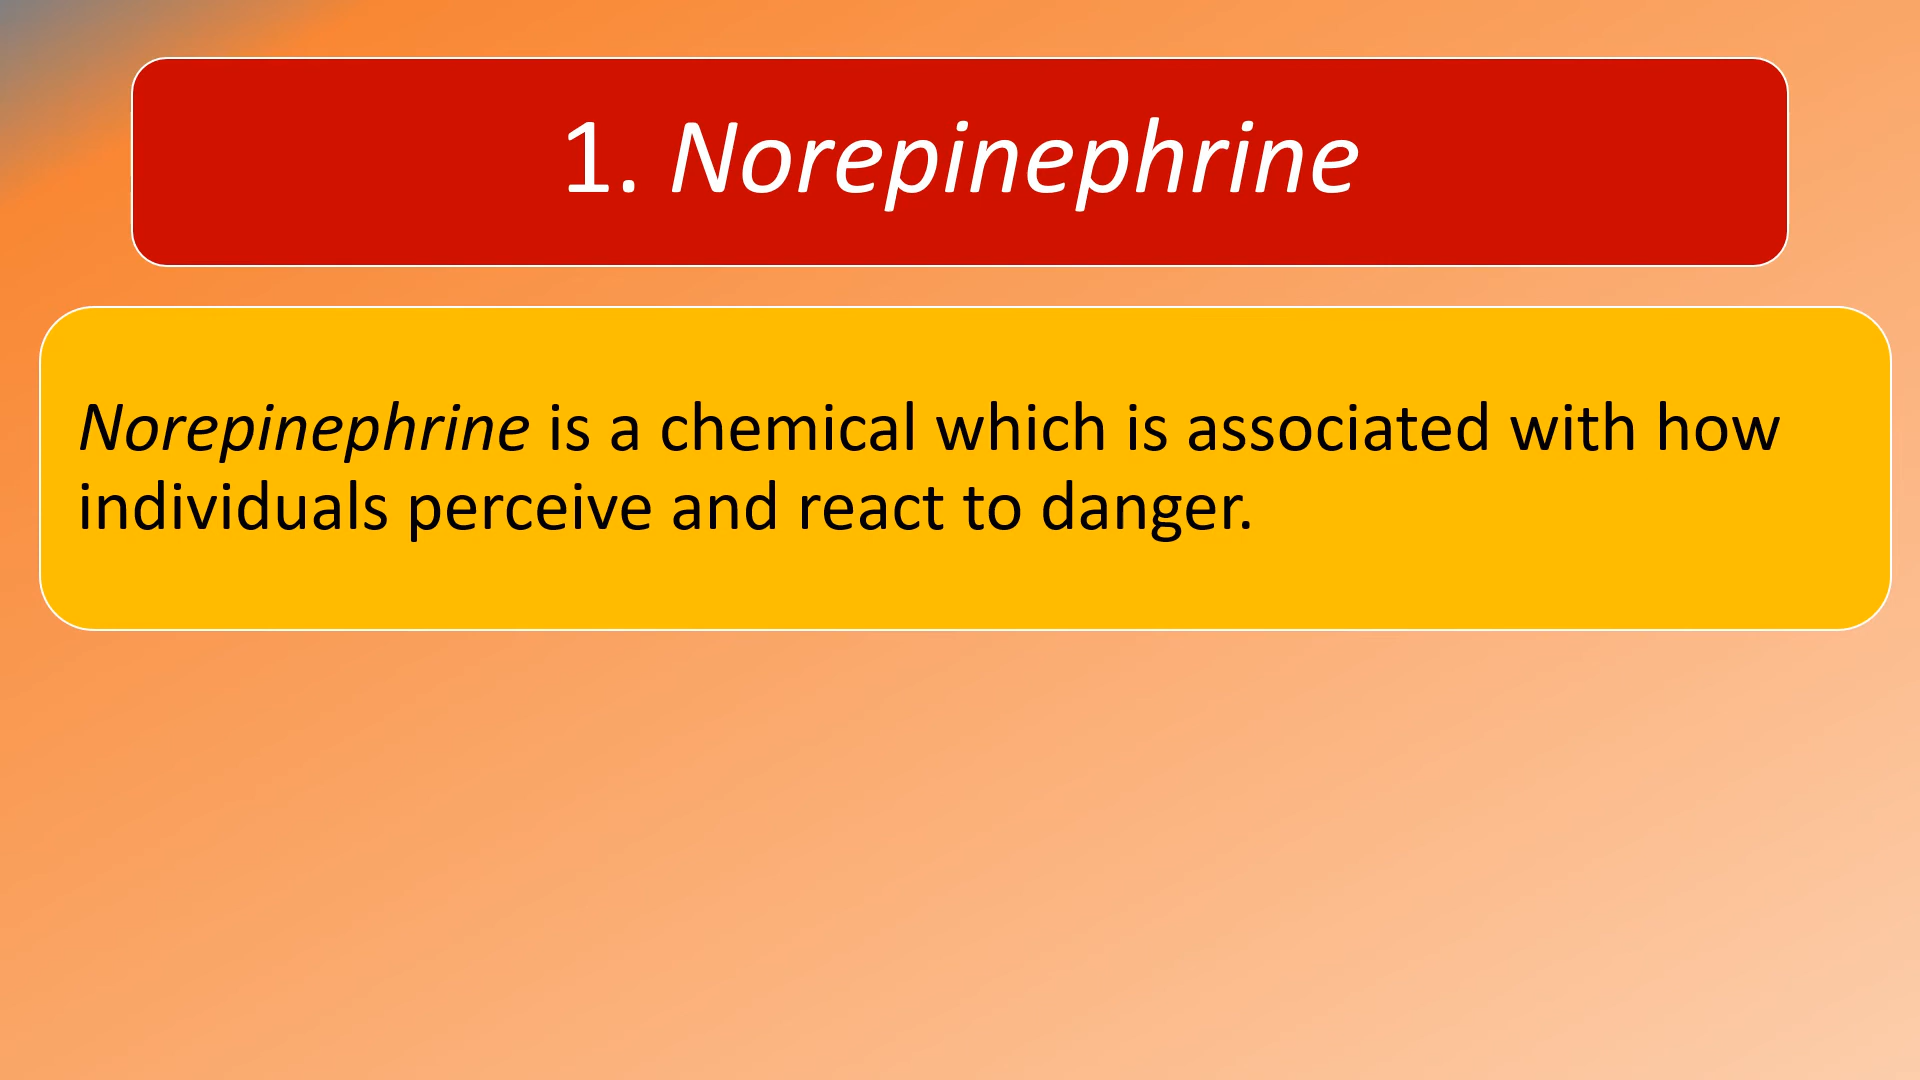 1. Norepinephrine
Norepinephrine is a chemical which is associated with how
individuals perceive and react to danger.